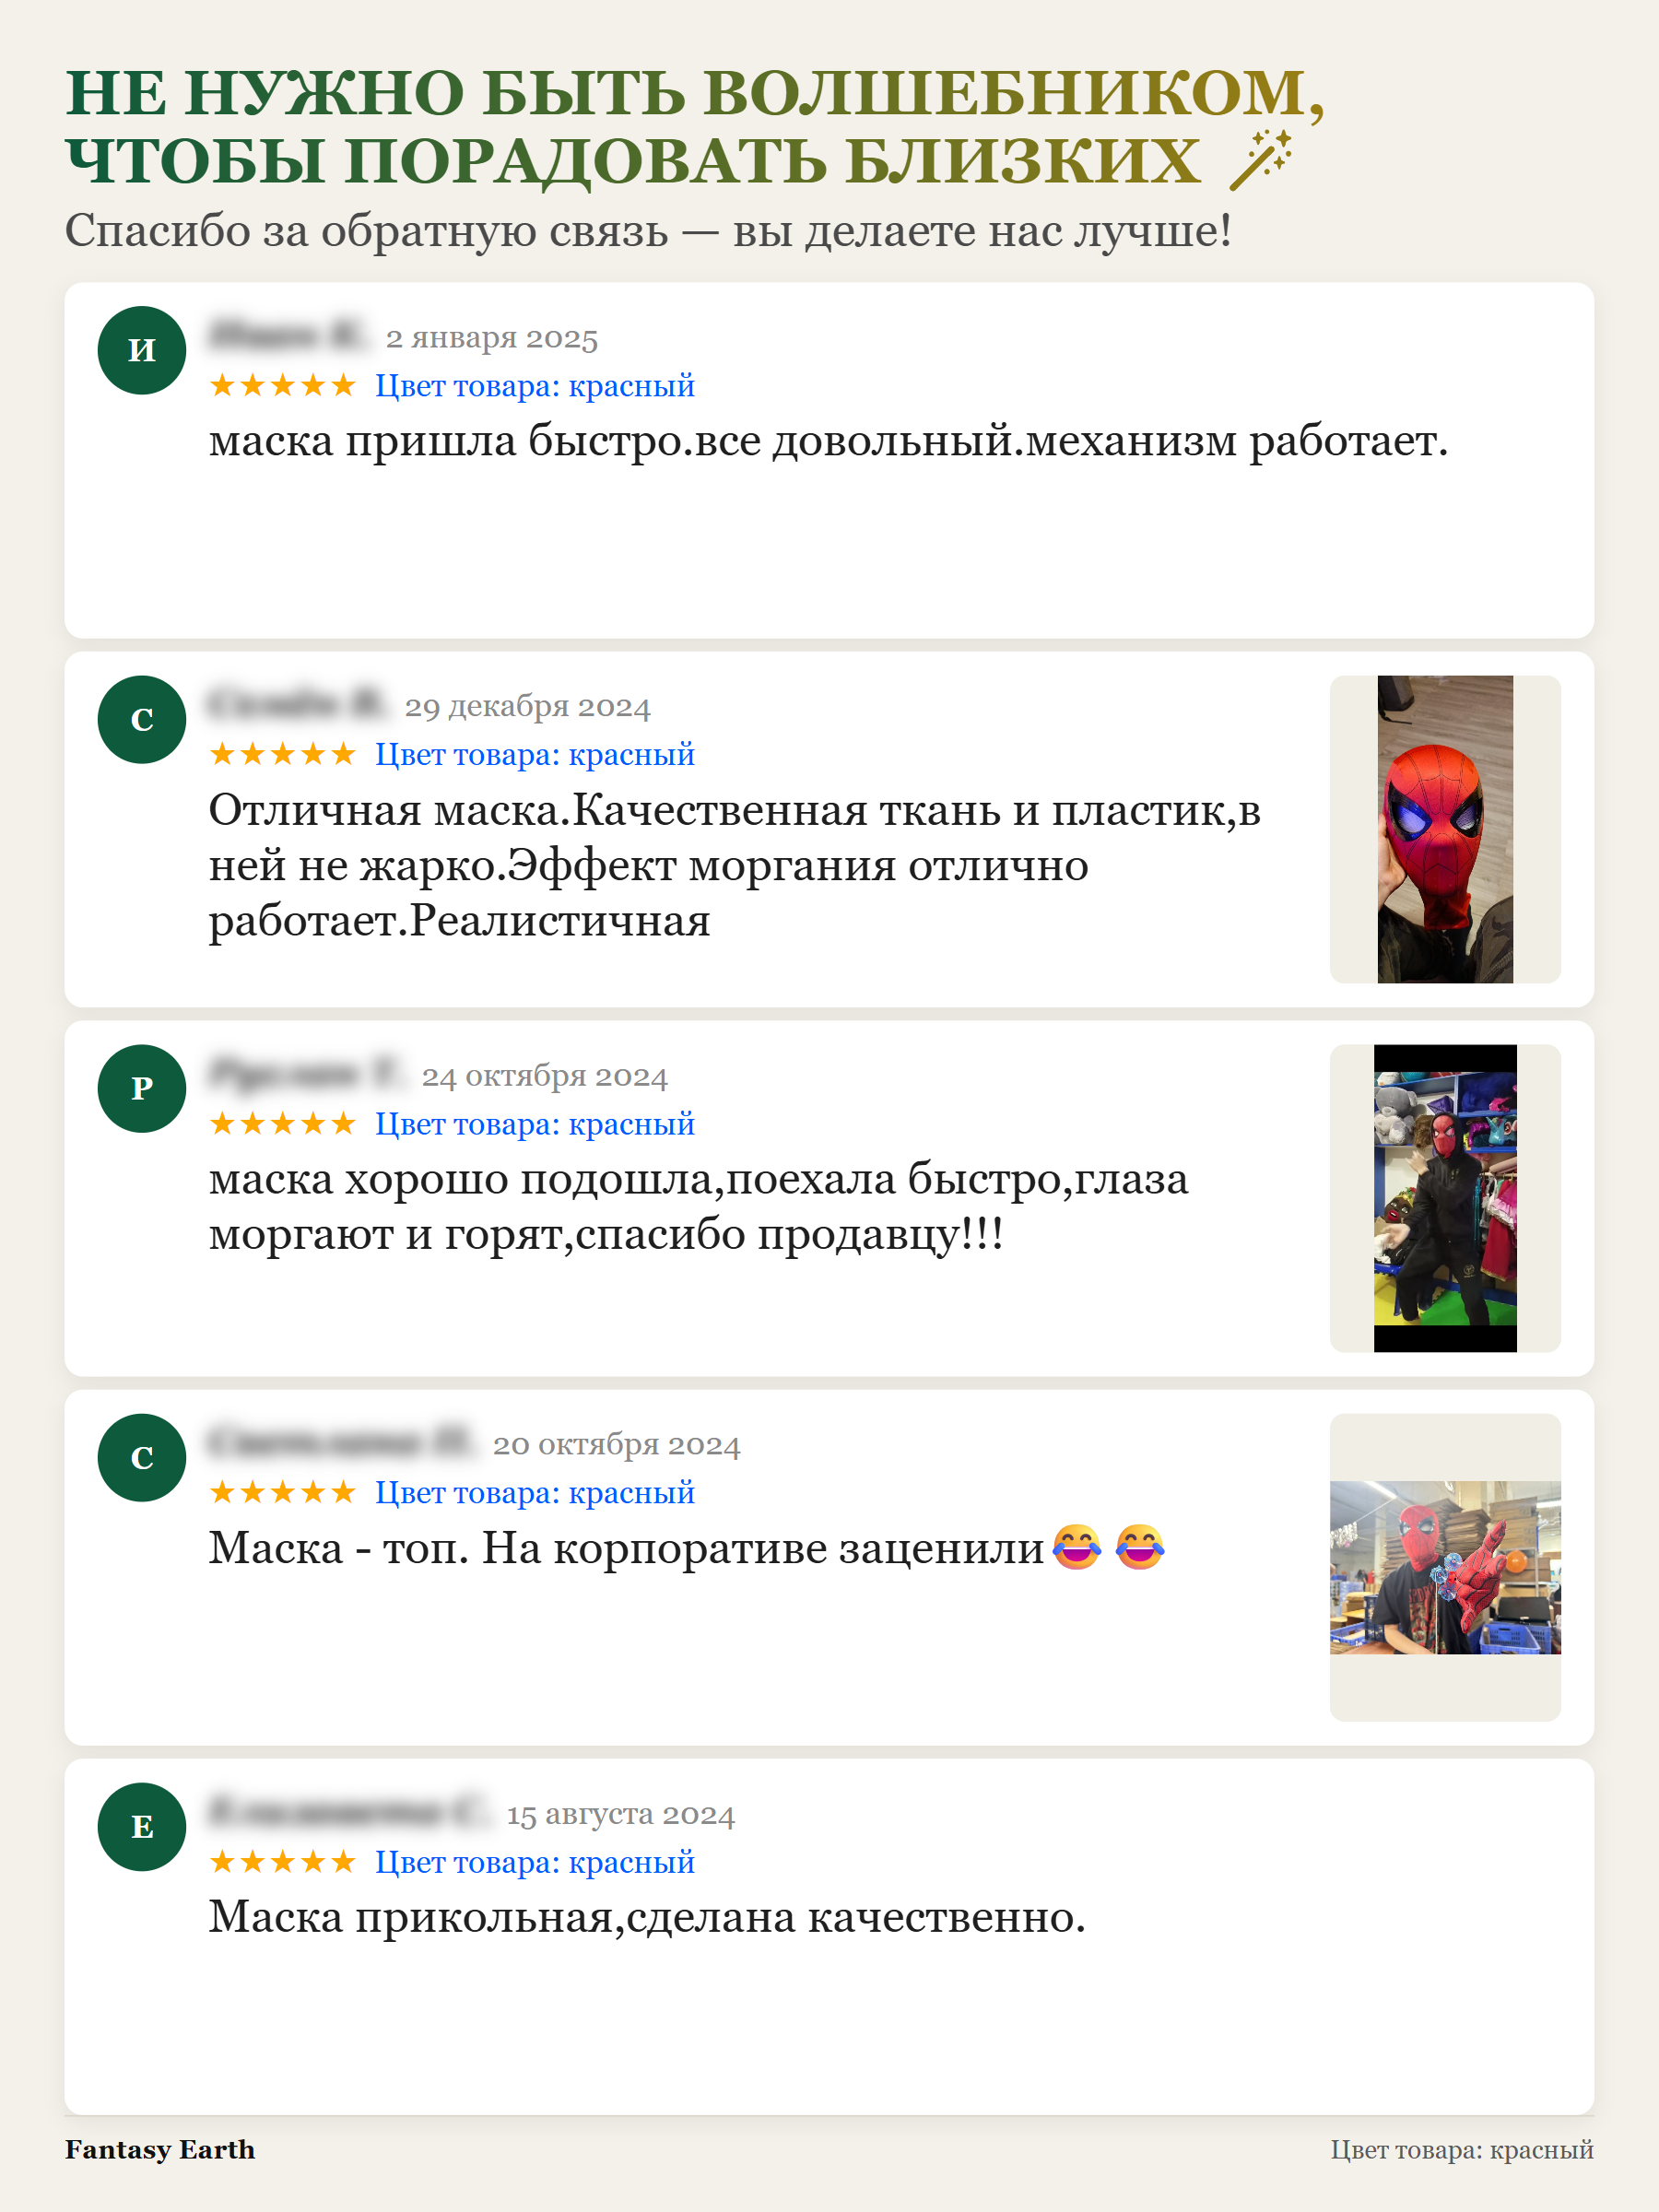 НЕ НУЖНО БЫТЬ ВОЛШЕБНИКОМ,
ЧТОБЫ ПОРАДОВАТЬ БЛИЗКИХ
Спасибо за обратную связь — вы делаете нас лучше!
И
2 января 2025
★★★★★ Цвет товара: красный
маска пришла быстро.все довольный.механизм работает.
С
29 декабря 2024
★★★★★ Цвет товара: красный
Отличная маска.Качественная ткань и пластик,в
ней не жарко.Эффект моргания отлично
работает.Реалистичная
Р
24 октября 2024
★★★★★ Цвет товара: красный
маска хорошо подошла,поехала быстро,глаза
моргают и горят,спасибо продавцу!!!
С
20 октября 2024
★★★★★ Цвет товара: красный
Маска - топ. На корпоративе заценили😂😂
Е
15 августа 2024
★★★★★ Цвет товара: красный
Маска прикольная,сделана качественно.
Fantasy Earth
Цвет товара: красный